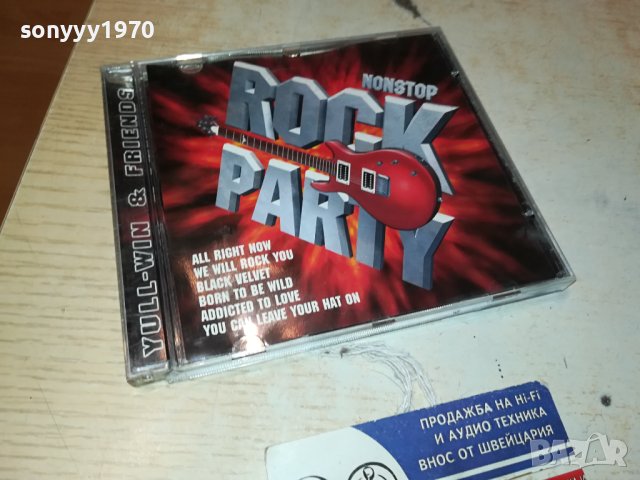 sonyyy1970
YULL-WIN & FRIENDS
NONSTOP
ROCK
PARTY
ALL RIGHT NOW
WE WILL ROCK YOU
BLACK VELVET
BORN TO BE WILD
ADDICTED TO LOVE
YOU CAN LEAVE YOUR HAT ON
ПРОДАЖБА НА Hi-Fi
И АУДИО ТЕХНИКА
ВНОС ОТ ШВЕЙЦАРИЯ
BAZAR